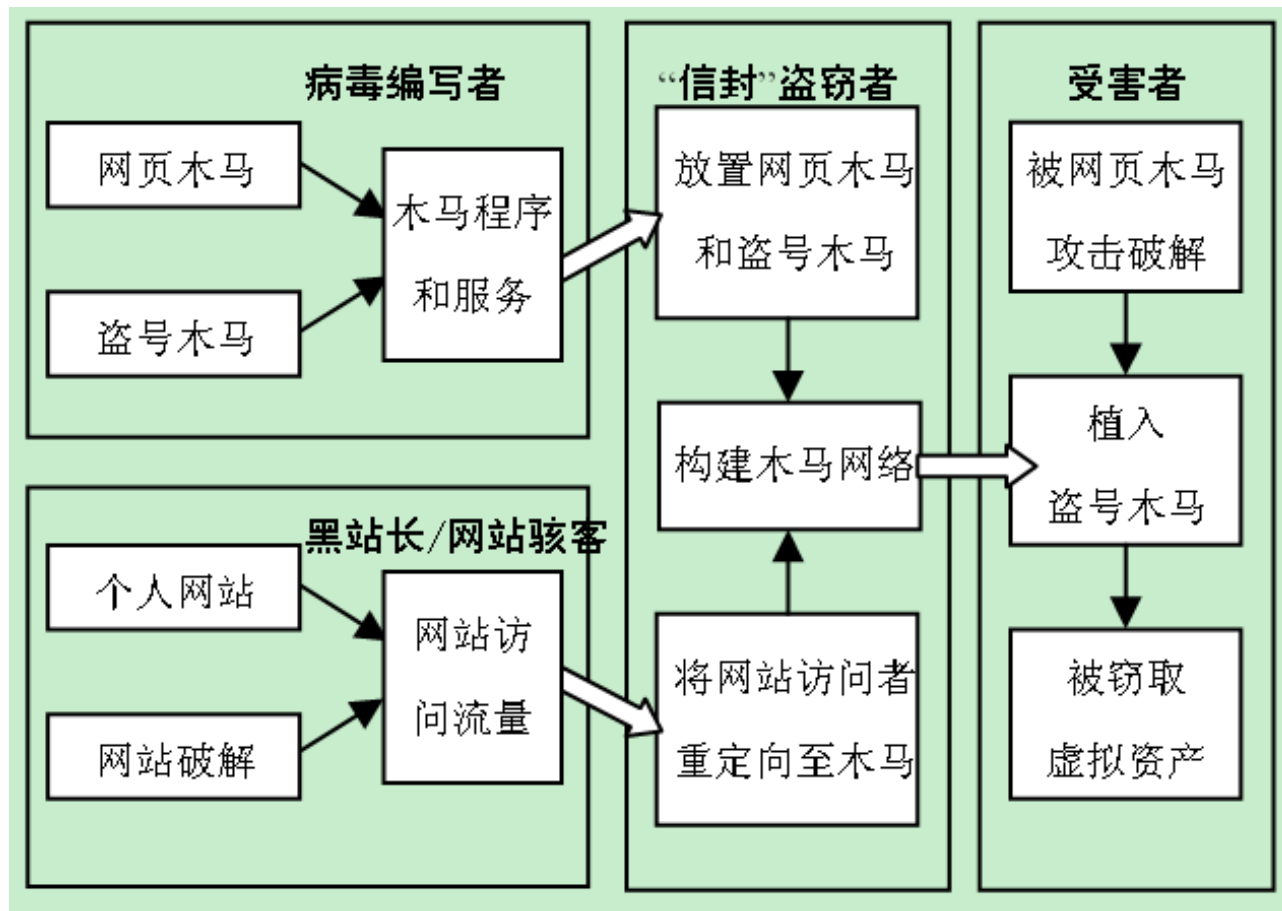 病毒编写者
网页木马
盗号木马
木马程序
和服务
黑站长/网站骇客
个人网站
网站破解
网站访
问流量
“信封”盗窃者
放置网页木马
和盗号木马
构建木马网络
将网站访问者
重定向至木马
受害者
被网页木马
攻击破解
植入
盗号木马
被窃取
虚拟资产